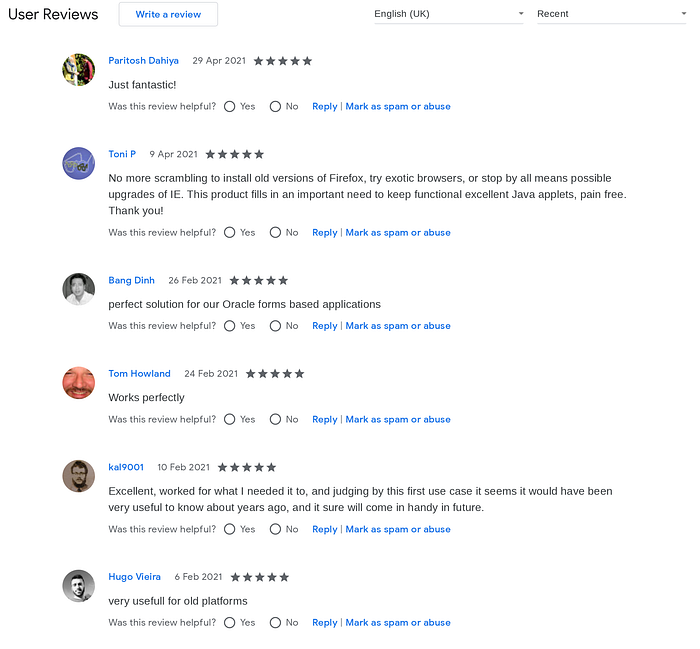 User Reviews
Write a review
English (UK)
Recent
Paritosh Dahiya 29 Apr 2021
Just fantastic!
Was this review helpful? Yes No Reply | Mark as spam or abuse
Toni P 9 Apr 2021
No more scrambling to install old versions of Firefox, try exotic browsers, or stop by all means possible
upgrades of IE. This product fills in an important need to keep functional excellent Java applets, pain free.
Thank you!
Was this review helpful? Yes No Reply | Mark as spam or abuse
Bang Dinh 26 Feb 2021
perfect solution for our Oracle forms based applications
Was this review helpful? Yes No Reply | Mark as spam or abuse
Tom Howland 24 Feb 2021
Works perfectly
Was this review helpful? Yes No Reply | Mark as spam or abuse
kal9001 10 Feb 2021
Excellent, worked for what I needed it to, and judging by this first use case it seems it would have been
very useful to know about years ago, and it sure will come in handy in future.
Was this review helpful? Yes No Reply | Mark as spam or abuse
Hugo Vieira 6 Feb 2021
very usefull for old platforms
Was this review helpful? Yes No Reply | Mark as spam or abuse